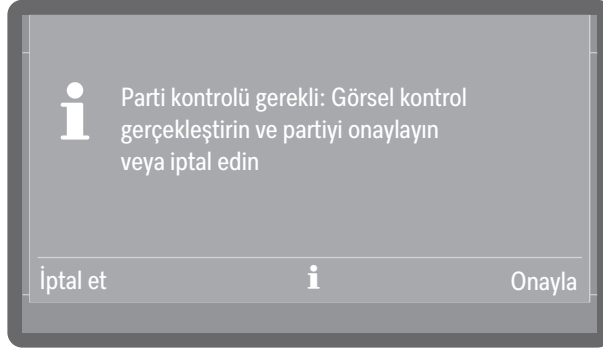 Parti kontrolü gerekli: Görsel kontrol
gerçekleştirin ve partiyi onaylayın
veya iptal edin
İptal et
Onayla